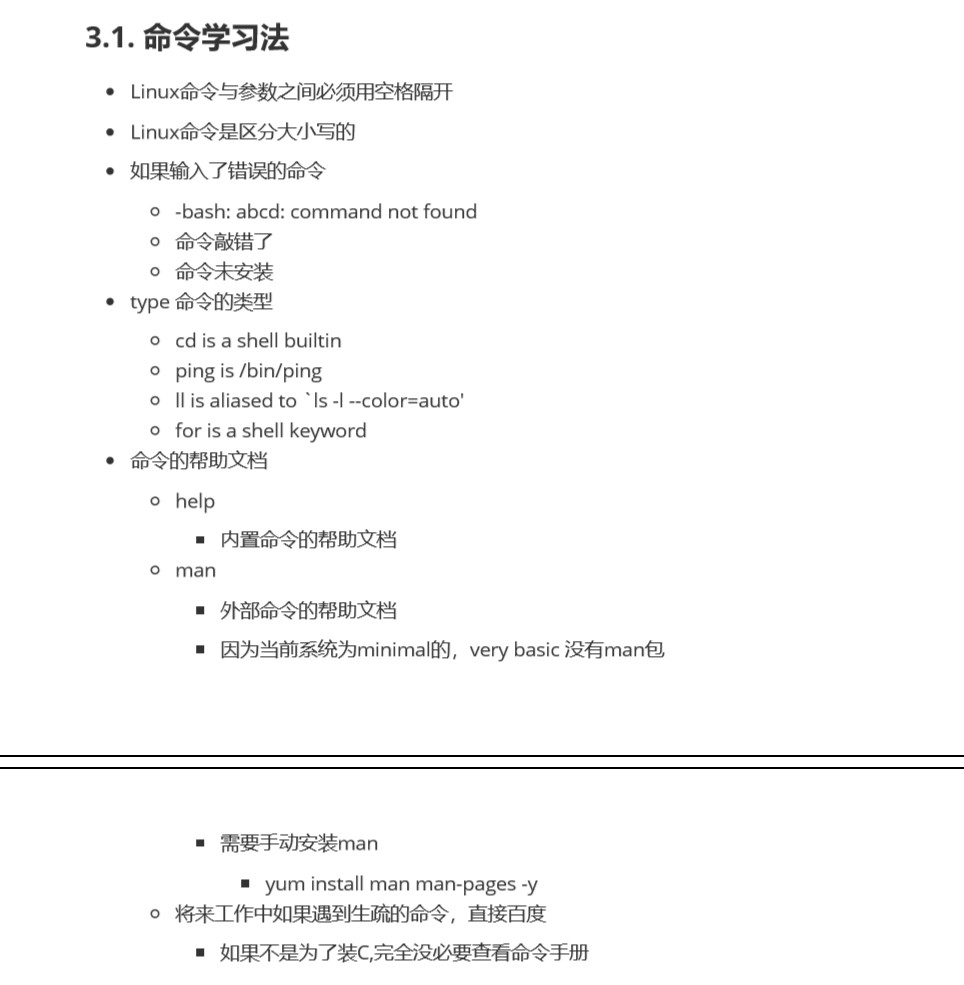 3.1. 命令学习法
Linux命令与参数之间必须用空格隔开
Linux命令是区分大小写的
如果输入了错误的命令
-bash: abcd: command not found
命令敲错了
命令未安装
type 命令的类型
cd is a shell builtin
ping is /bin/ping
ll is aliased to `ls -l --color=auto'
for is a shell keyword
命令的帮助文档
help
内置命令的帮助文档
man
外部命令的帮助文档
因为当前系统为minimal的，very basic 没有man包
需要手动安装man
yum install man man-pages -y
将来工作中如果遇到生疏的命令，直接百度
如果不是为了装C,完全没必要查看命令手册